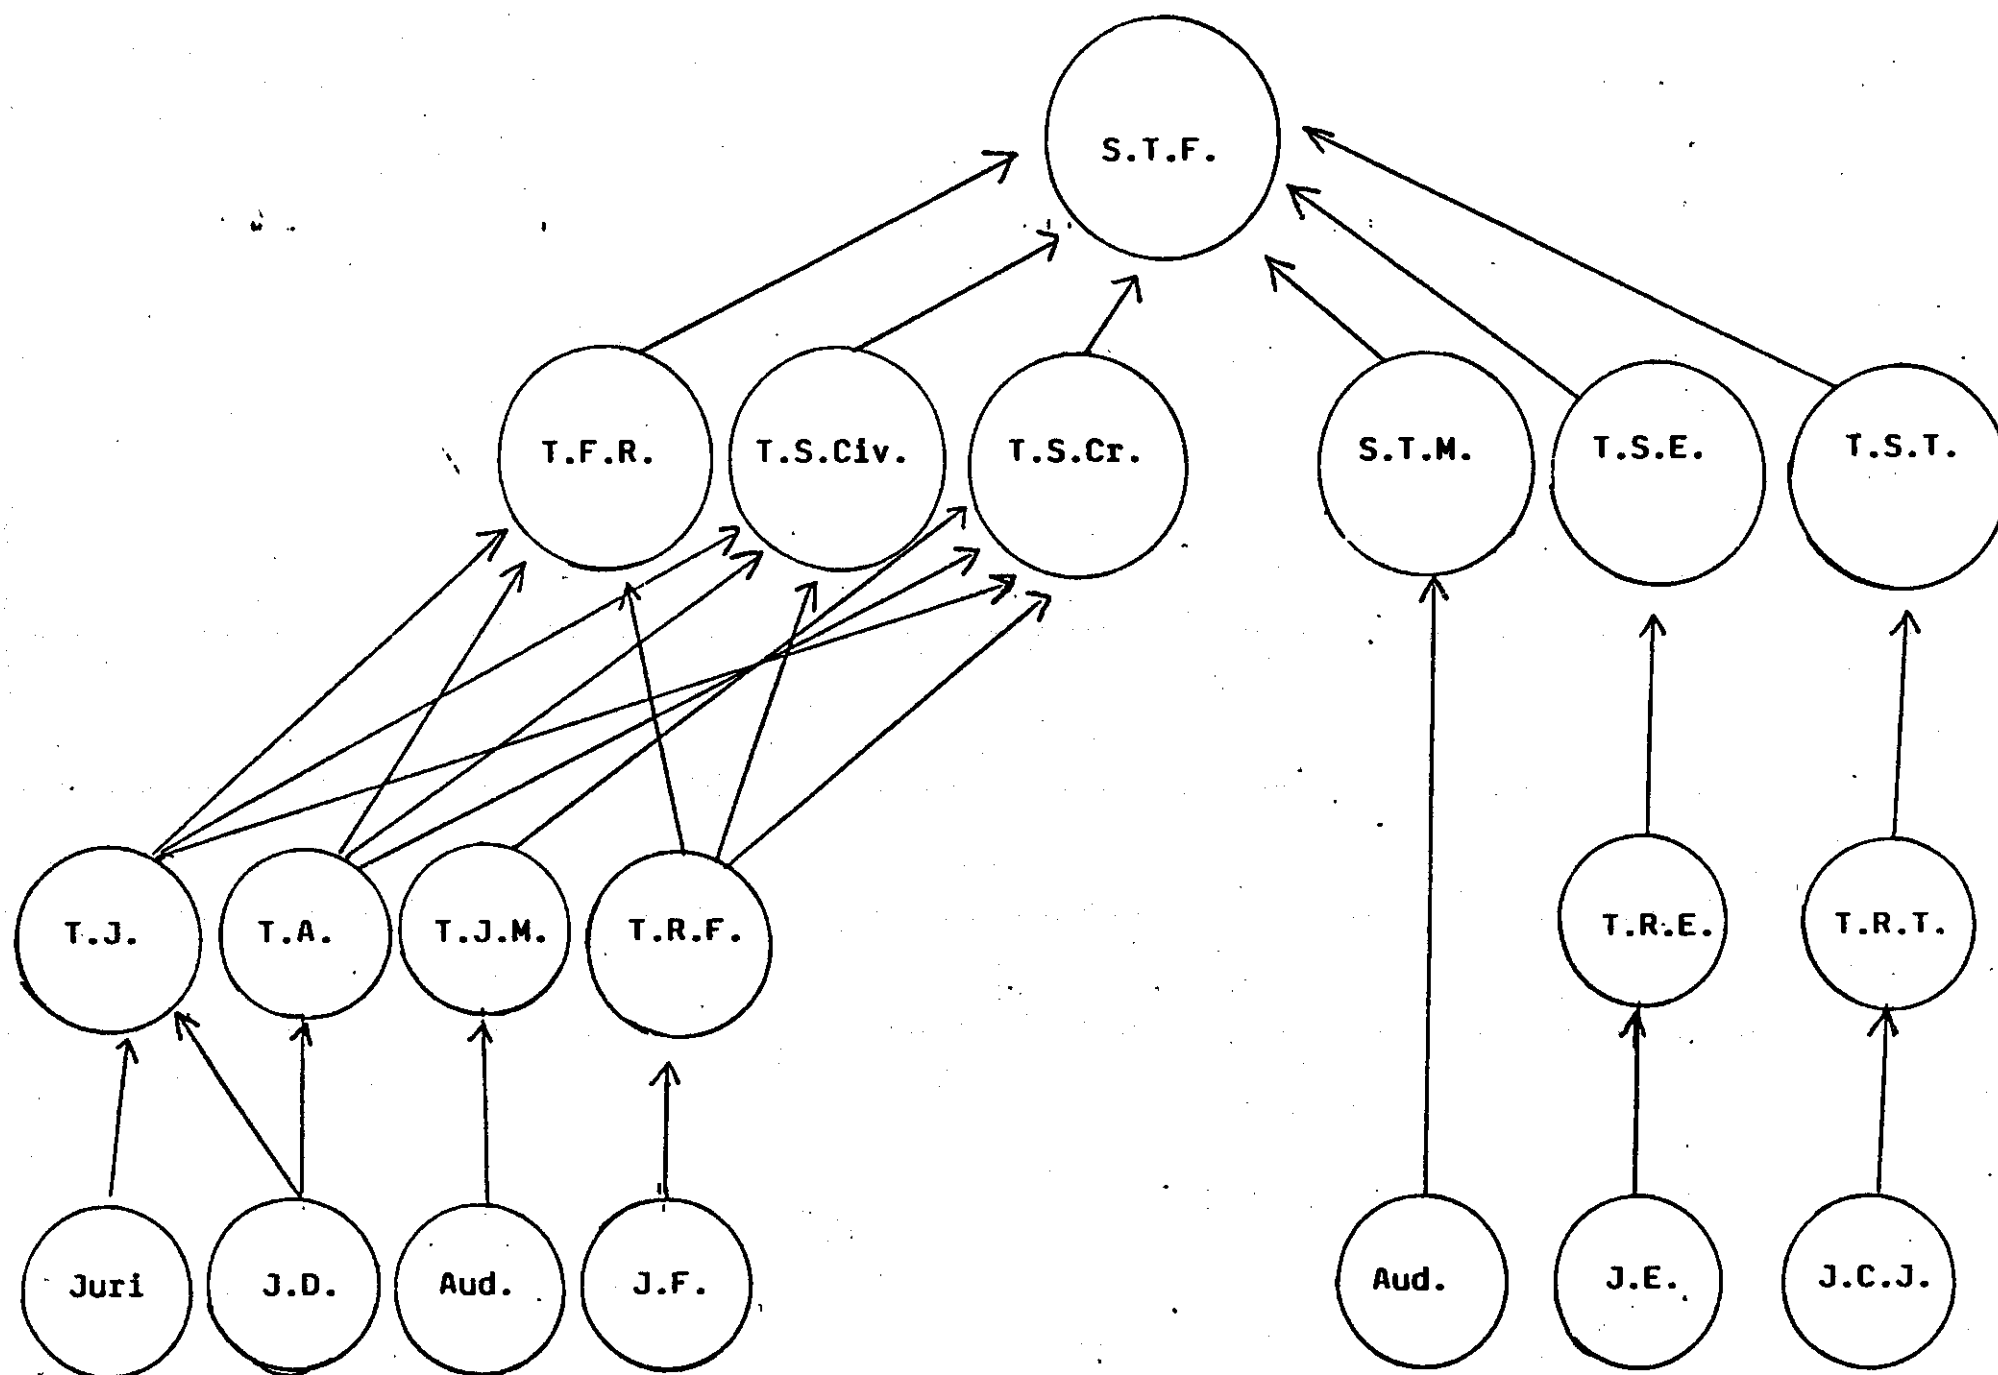 S.T.F.
T.F.R. T.S.Civ. T.S.Cr. S.T.M. T.S.E. T.S.T.
T.J. T.A. T.J.M. T.R.F. T.R.E. T.R.T.
Juri J.D. Aud. J.F. Aud. J.E. J.C.J.